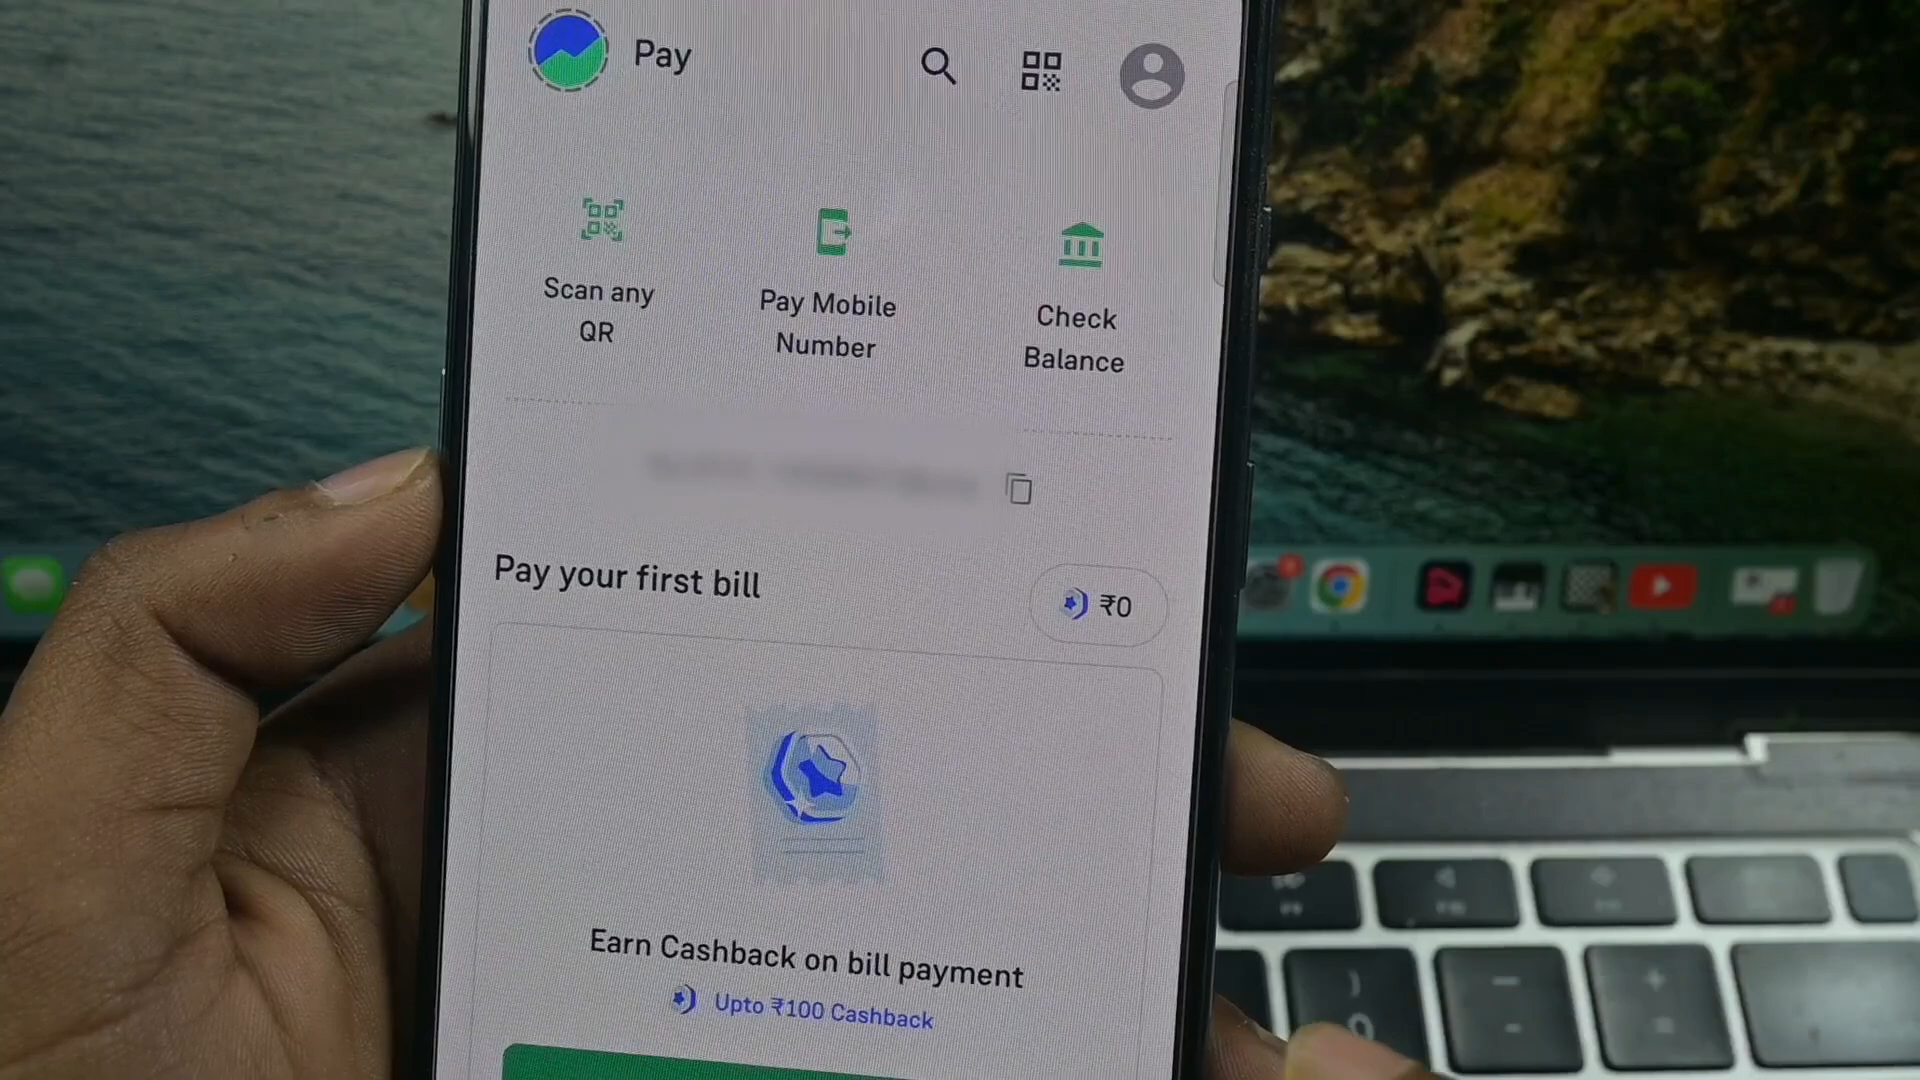 Pay
Scan any
QR
Pay Mobile
Number
Check
Balance
Pay your first bill
₹0
Earn Cashback on bill payment
Upto ₹100 Cashback